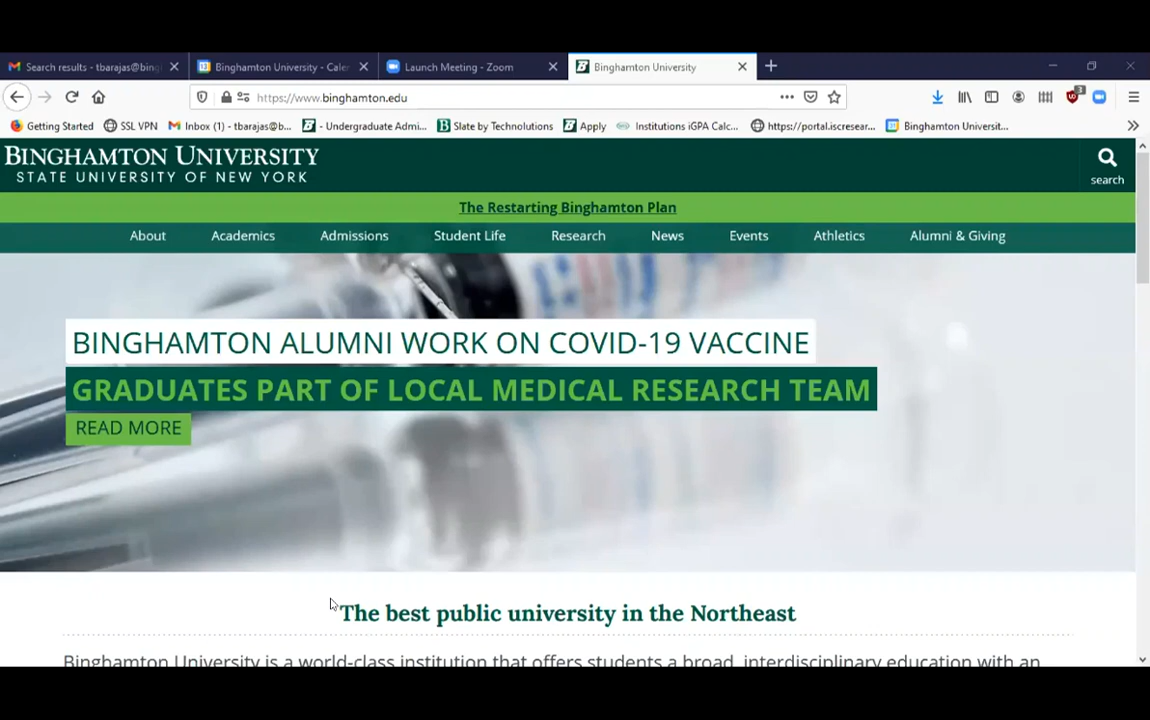 Search results - tbarajas@bing
Binghamton University - Caler
Launch Meeting - Zoom
Binghamton University
https://www.binghamton.edu
3
Getting Started
SSL VPN
Inbox (1) - tbarajas@b...
- Undergraduate Admi...
Slate by Technolutions
Apply
Institutions iGPA Calc...
https://portal.iscresear...
Binghamton Universit...
BINGHAMTON UNIVERSITY
STATE UNIVERSITY OF NEW YORK
search
The Restarting Binghamton Plan
About Academics Admissions Student Life Research News Events Athletics Alumni & Giving
BINGHAMTON ALUMNI WORK ON COVID-19 VACCINE
GRADUATES PART OF LOCAL MEDICAL RESEARCH TEAM
READ MORE
The best public university in the Northeast
Binghamton University is a world-class institution that offers students a broad, interdisciplinary education with an